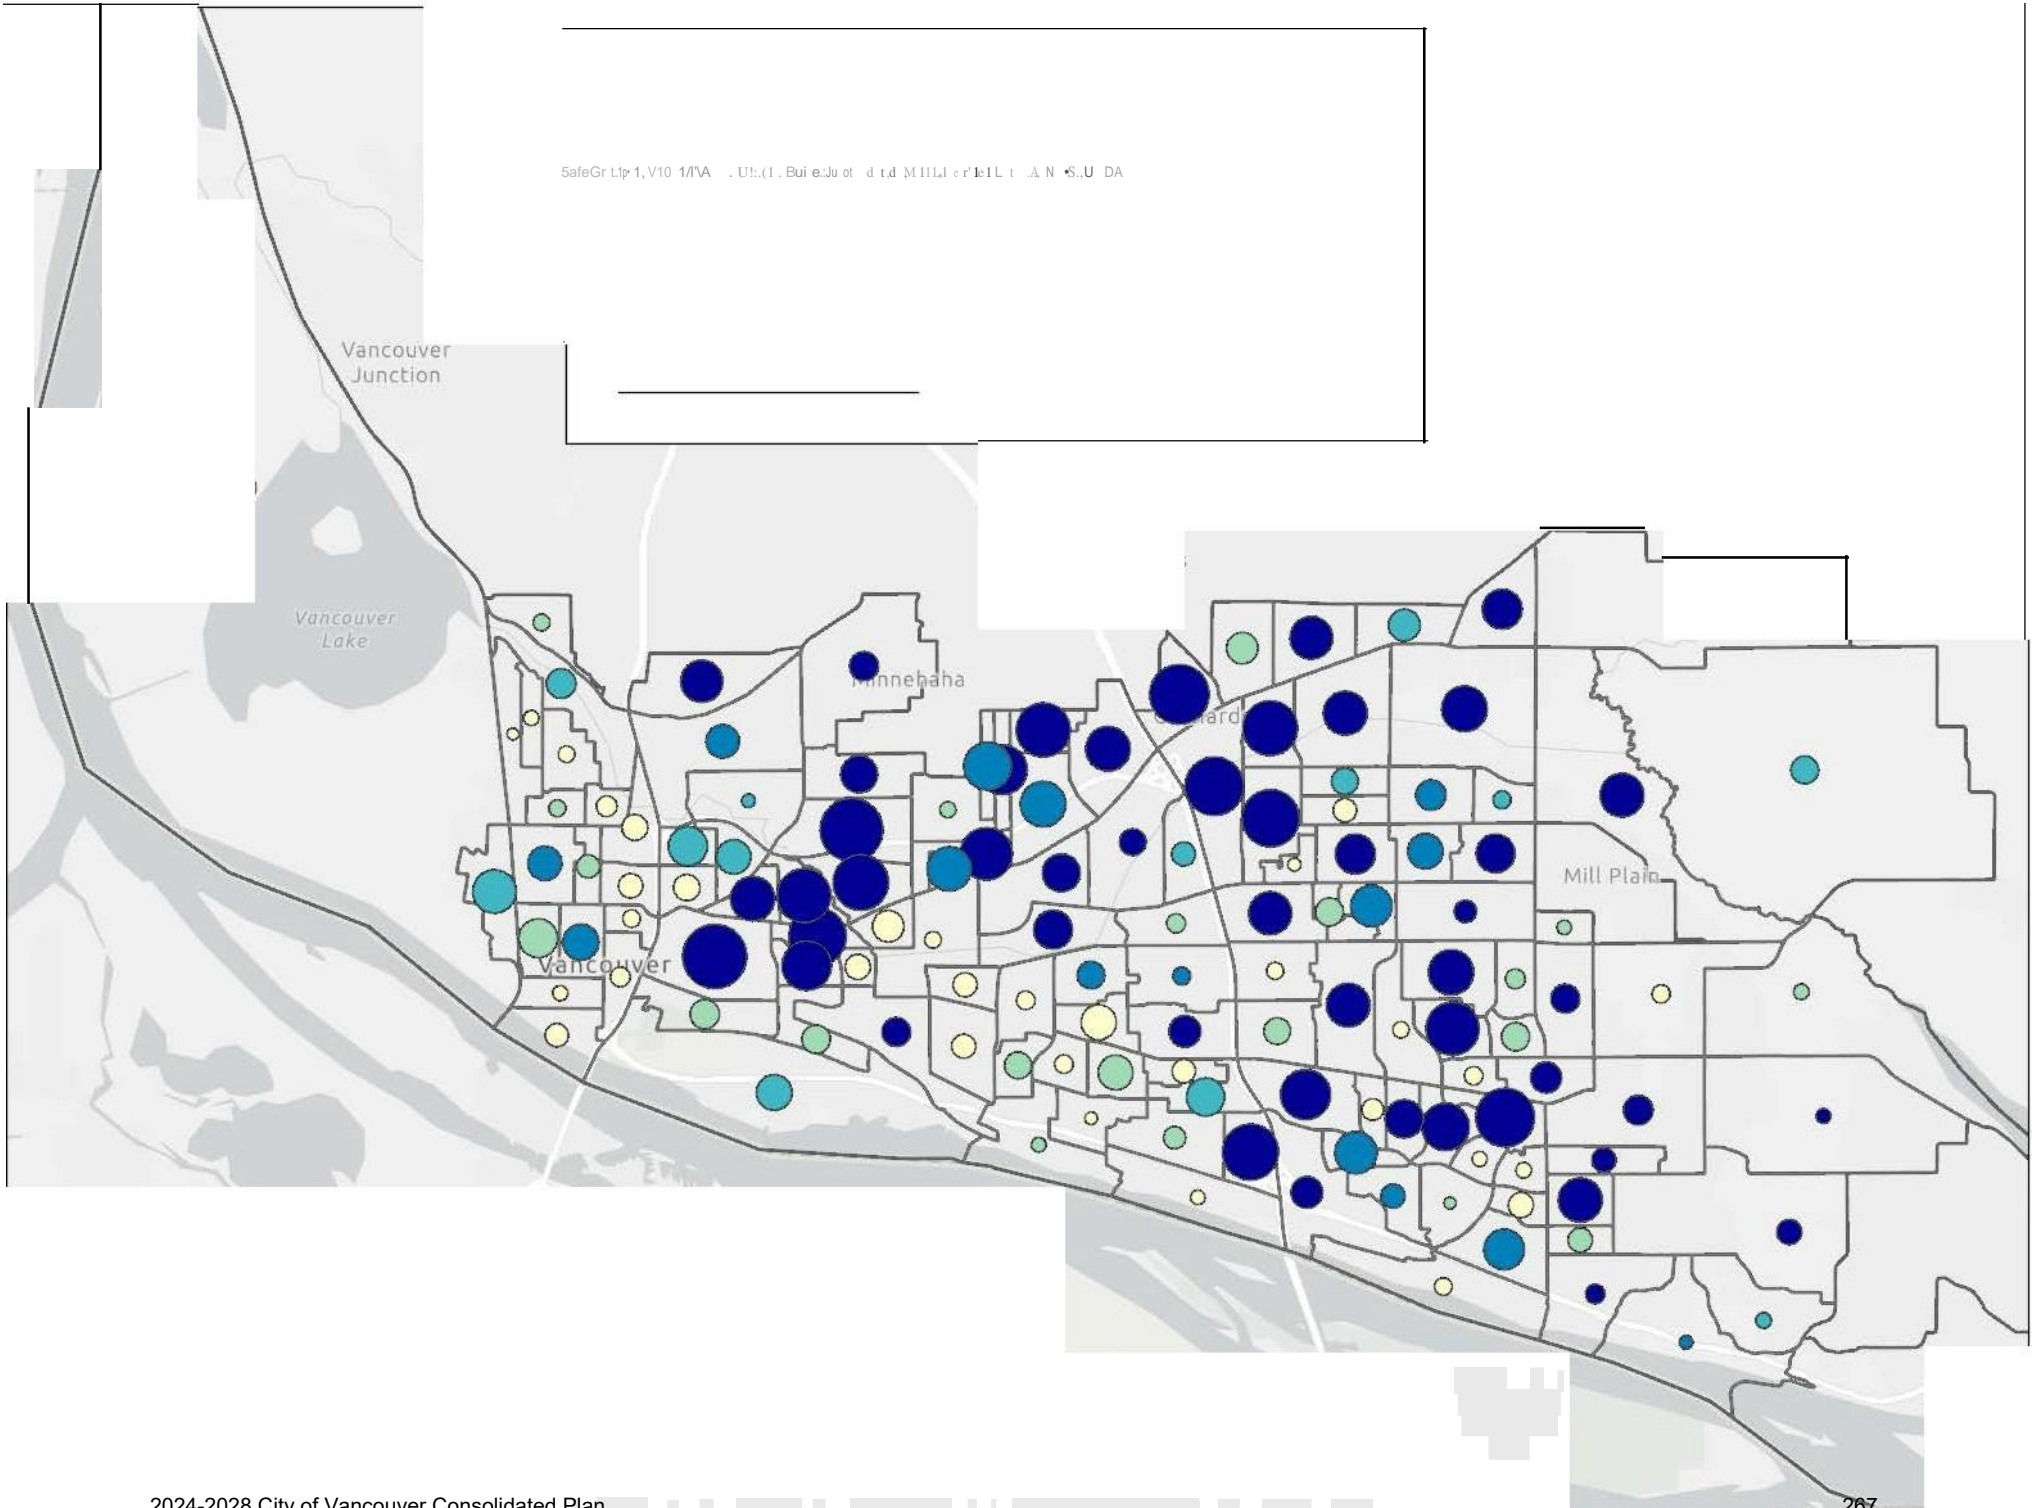 Vancouver
Junction
Vancouver
Lake
Minnehaha
Mill Plain
Vancouver
2024-2028 City of Vancouver Consolidated Plan
267